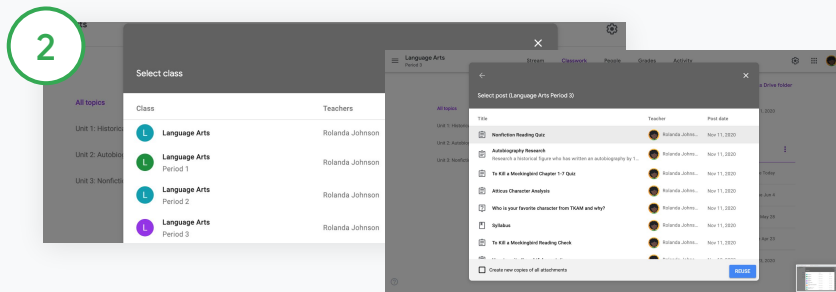 2
Arts
Select class
All topics
Class
Teachers
Language Arts
Rolanda Johnson
Unit 1: Historica
Language Arts
Period 1
Rolanda Johnson
Unit 2: Autobiog
Language Arts
Period 2
Rolanda Johnson
Unit 3: Nonfictio
Language Arts
Period 3
Rolanda Johnson
Language Arts
Period 3
Stream
Classwork
People
Grades
Activity
Select post (Language Arts Period 3)
Drive folder
All topics
Title
Teacher
Post date
Nonfiction Reading Quiz
Rolanda Johns...
Nov 11, 2020
Autobiography Research
Research a historical figure who has written an autobiography by 1...
Rolanda Johns...
Nov 11, 2020
To Kill a Mockingbird Chapter 1-7 Quiz
Rolanda Johns...
Nov 11, 2020
Atticus Character Analysis
Rolanda Johns...
Nov 11, 2020
Who is your favorite character from TKAM and why?
Rolanda Johns...
Nov 11, 2020
Syllabus
Rolanda Johns...
Nov 11, 2020
To Kill a Mockingbird Reading Check
Rolanda Johns...
Nov 11, 2020
Create new copies of all attachments
REUSE